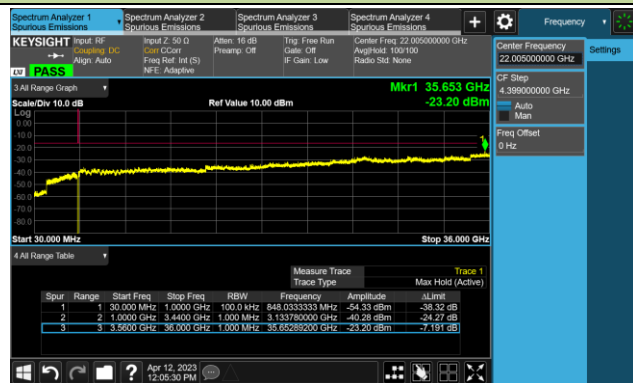 Spectrum Analyzer 1
Spurious Emissions
Spectrum Analyzer 2
Spurious Emissions
Spectrum Analyzer 3
Spurious Emissions
Spectrum Analyzer 4
Spurious Emissions
Frequency
KEYSIGHT
Input: RF
Coupling: DC
Align: Auto
Input Z: 50 Ω
Corr CCorr
Freq Ref: Int (S)
NFE: Adaptive
Atten: 16 dB
Preamp: Off
Trig: Free Run
Gate: Off
IF Gain: Low
Center Freq: 22.005000000 GHz
Avg|Hold: 100/100
Radio Std: None
LXI PASS
Center Frequency
22.005000000 GHz
Settings
CF Step
4.399000000 GHz
Auto
Man
Freq Offset
0 Hz
3 All Range Graph
Mkr1 35.653 GHz
Scale/Div 10.0 dB
Ref Value 10.00 dBm
-23.20 dBm
Log
0.00
-10.0
-20.0
-30.0
-40.0
-50.0
-60.0
-70.0
-80.0
1
Start 30.000 MHz
Stop 36.000 GHz
4 All Range Table
Measure Trace Trace 1
Trace Type Max Hold (Active)
Spur Range Start Freq Stop Freq RBW Frequency Amplitude ΔLimit
1 1 30.000 MHz 1.0000 GHz 100.0 kHz 848.0333333 MHz -54.33 dBm -38.32 dB
2 2 1.0000 GHz 3.4400 GHz 1.000 MHz 3.133780000 GHz -40.28 dBm -24.27 dB
3 3 3.5600 GHz 36.000 GHz 1.000 MHz 35.65289200 GHz -23.20 dBm -7.191 dB
Apr 12, 2023
12:05:30 PM